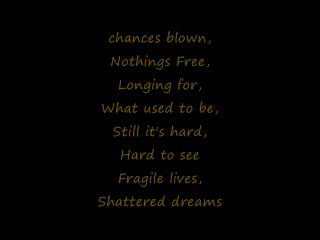 chances blown,
Nothings Free,
Longing for,
What used to be,
Still it's hard,
Hard to see
Fragile lives,
Shattered dreams